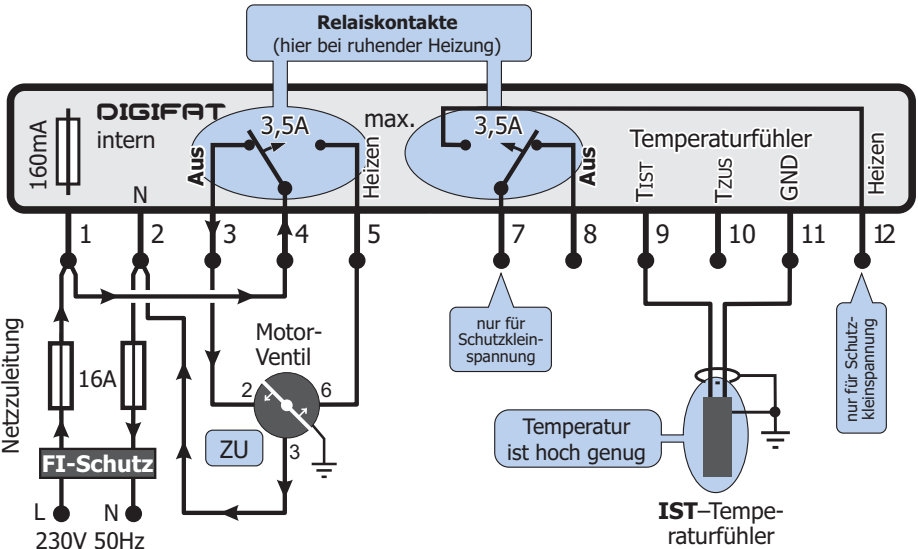 Relaiskontakte
(hier bei ruhender Heizung)
DIGIFAT
intern
160mA
N
Aus
3,5A
Heizen
max.
3,5A
Aus
Temperaturfühler
TIST
TZUS
GND
Heizen
1
2
3
4
5
7
8
9
10
11
12
nur für
Schutzklein-
spannung
nur für Schutz-
kleinspannung
Netzzuleitung
16A
Motor-
Ventil
2
6
3
ZU
FI-Schutz
L
N
230V 50Hz
Temperatur
ist hoch genug
IST–Tempe-
raturfühler